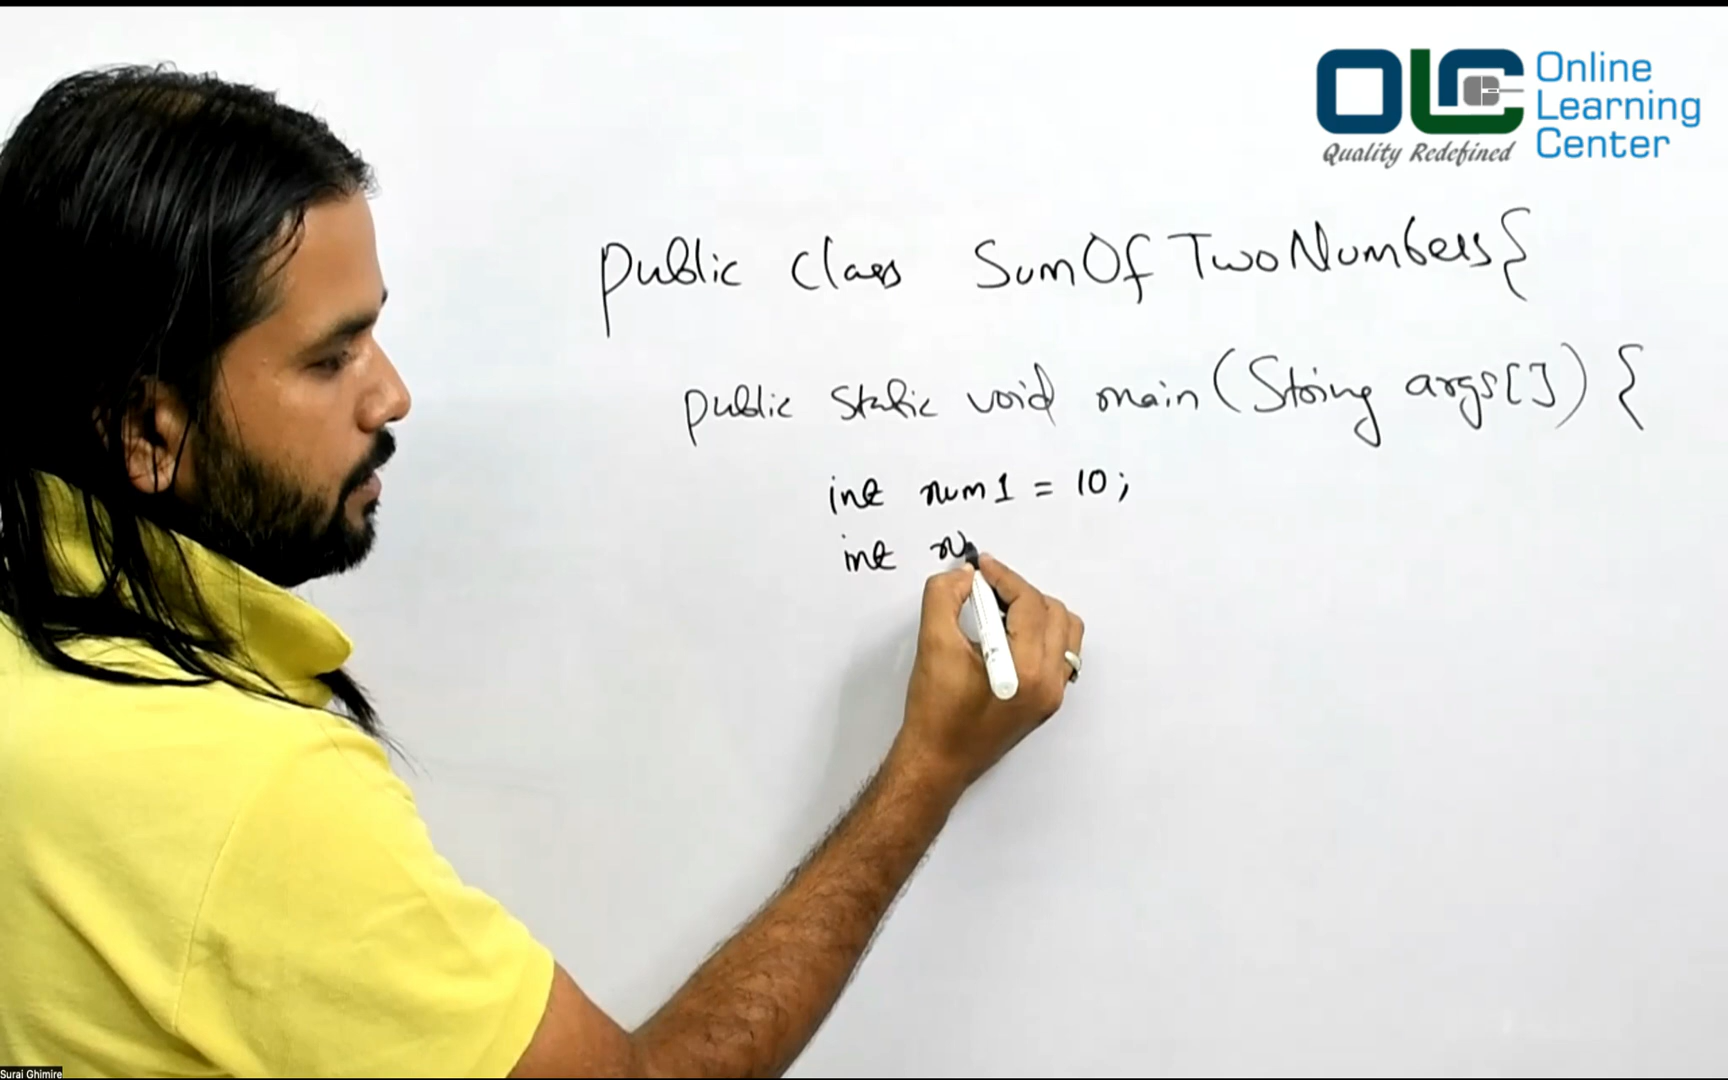 OLC Online
Learning
Center
Quality Redefined
public class SumOfTwoNumbers{
public static void main(String args[]) {
int num1 = 10;
int nu
Suraj Ghimire